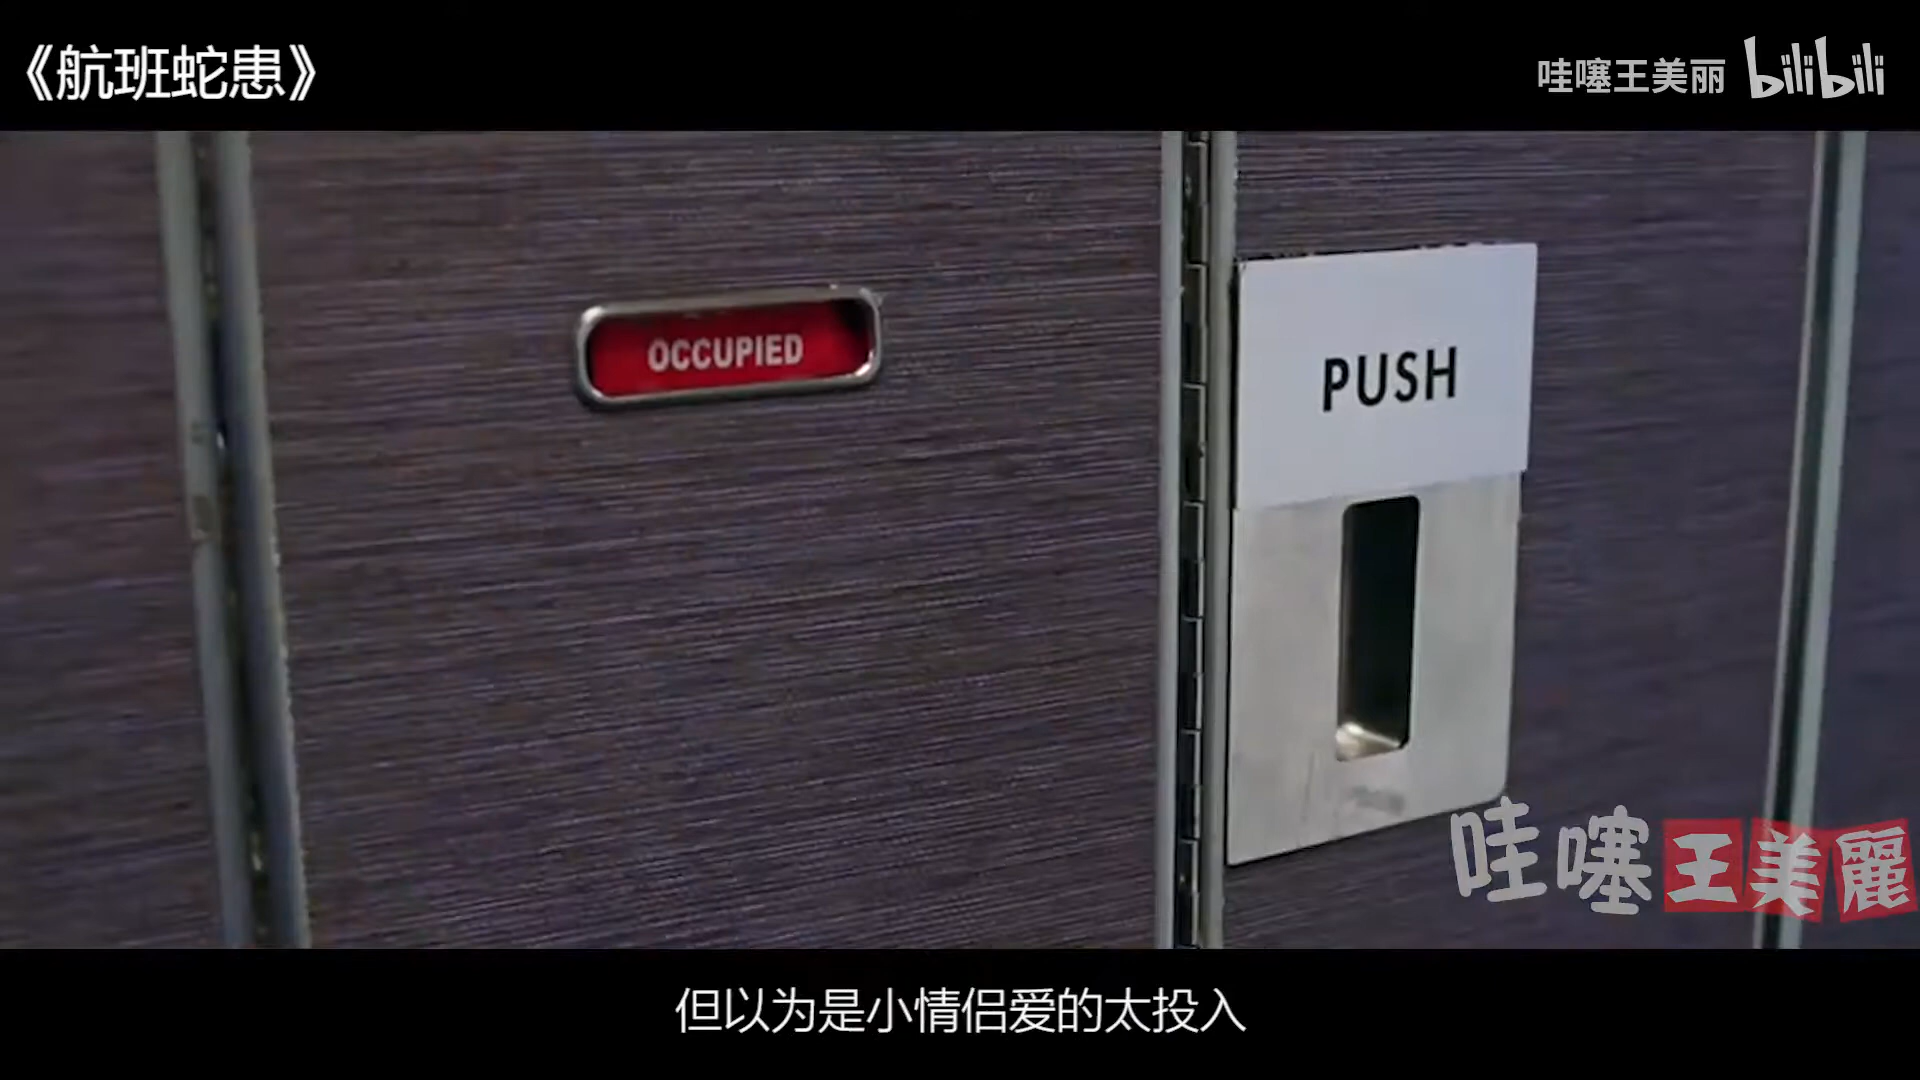 《航班蛇患》
哇噻王美丽 bilibili
OCCUPIED
PUSH
哇噻王美麗
但以为是小情侣爱的太投入